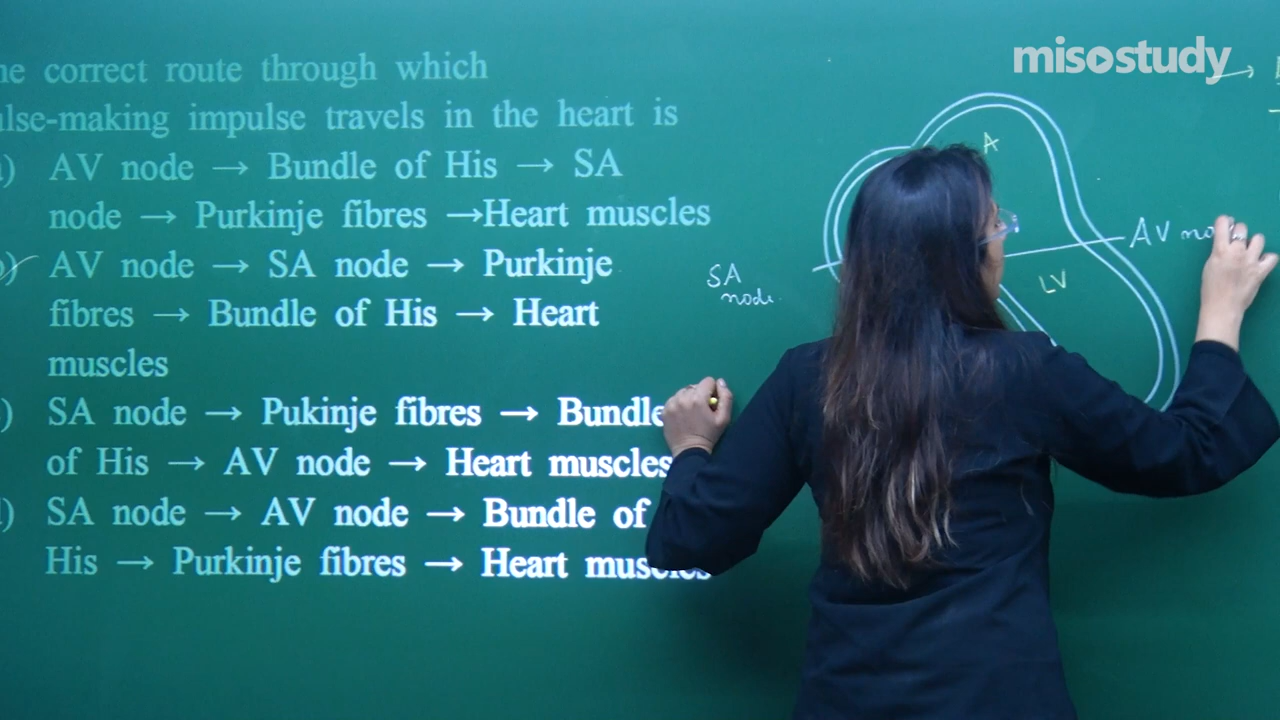 misostudy
he correct route through which
ulse-making impulse travels in the heart is
) AV node → Bundle of His → SA
node → Purkinje fibres →Heart muscles
) AV node → SA node → Purkinje
fibres → Bundle of His → Heart
muscles
) SA node → Pukinje fibres → Bundle
of His → AV node → Heart muscles
) SA node → AV node → Bundle of
His → Purkinje fibres → Heart muscles
A
AV no
SA
node
LV